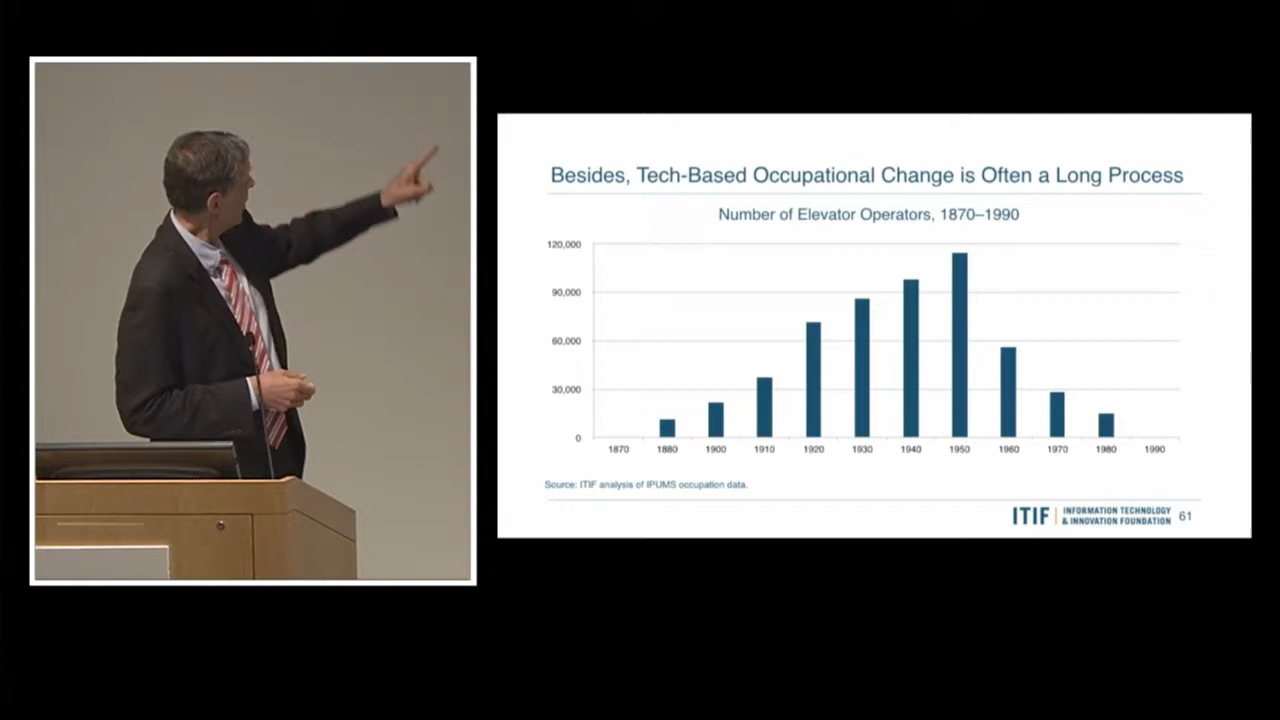 Besides, Tech-Based Occupational Change is Often a Long Process
Number of Elevator Operators, 1870–1990
120,000
90,000
60,000
30,000
0
1870 1880 1900 1910 1920 1930 1940 1950 1960 1970 1980 1990
Source: ITIF analysis of IPUMS occupation data.
ITIF | INFORMATION TECHNOLOGY
& INNOVATION FOUNDATION 61